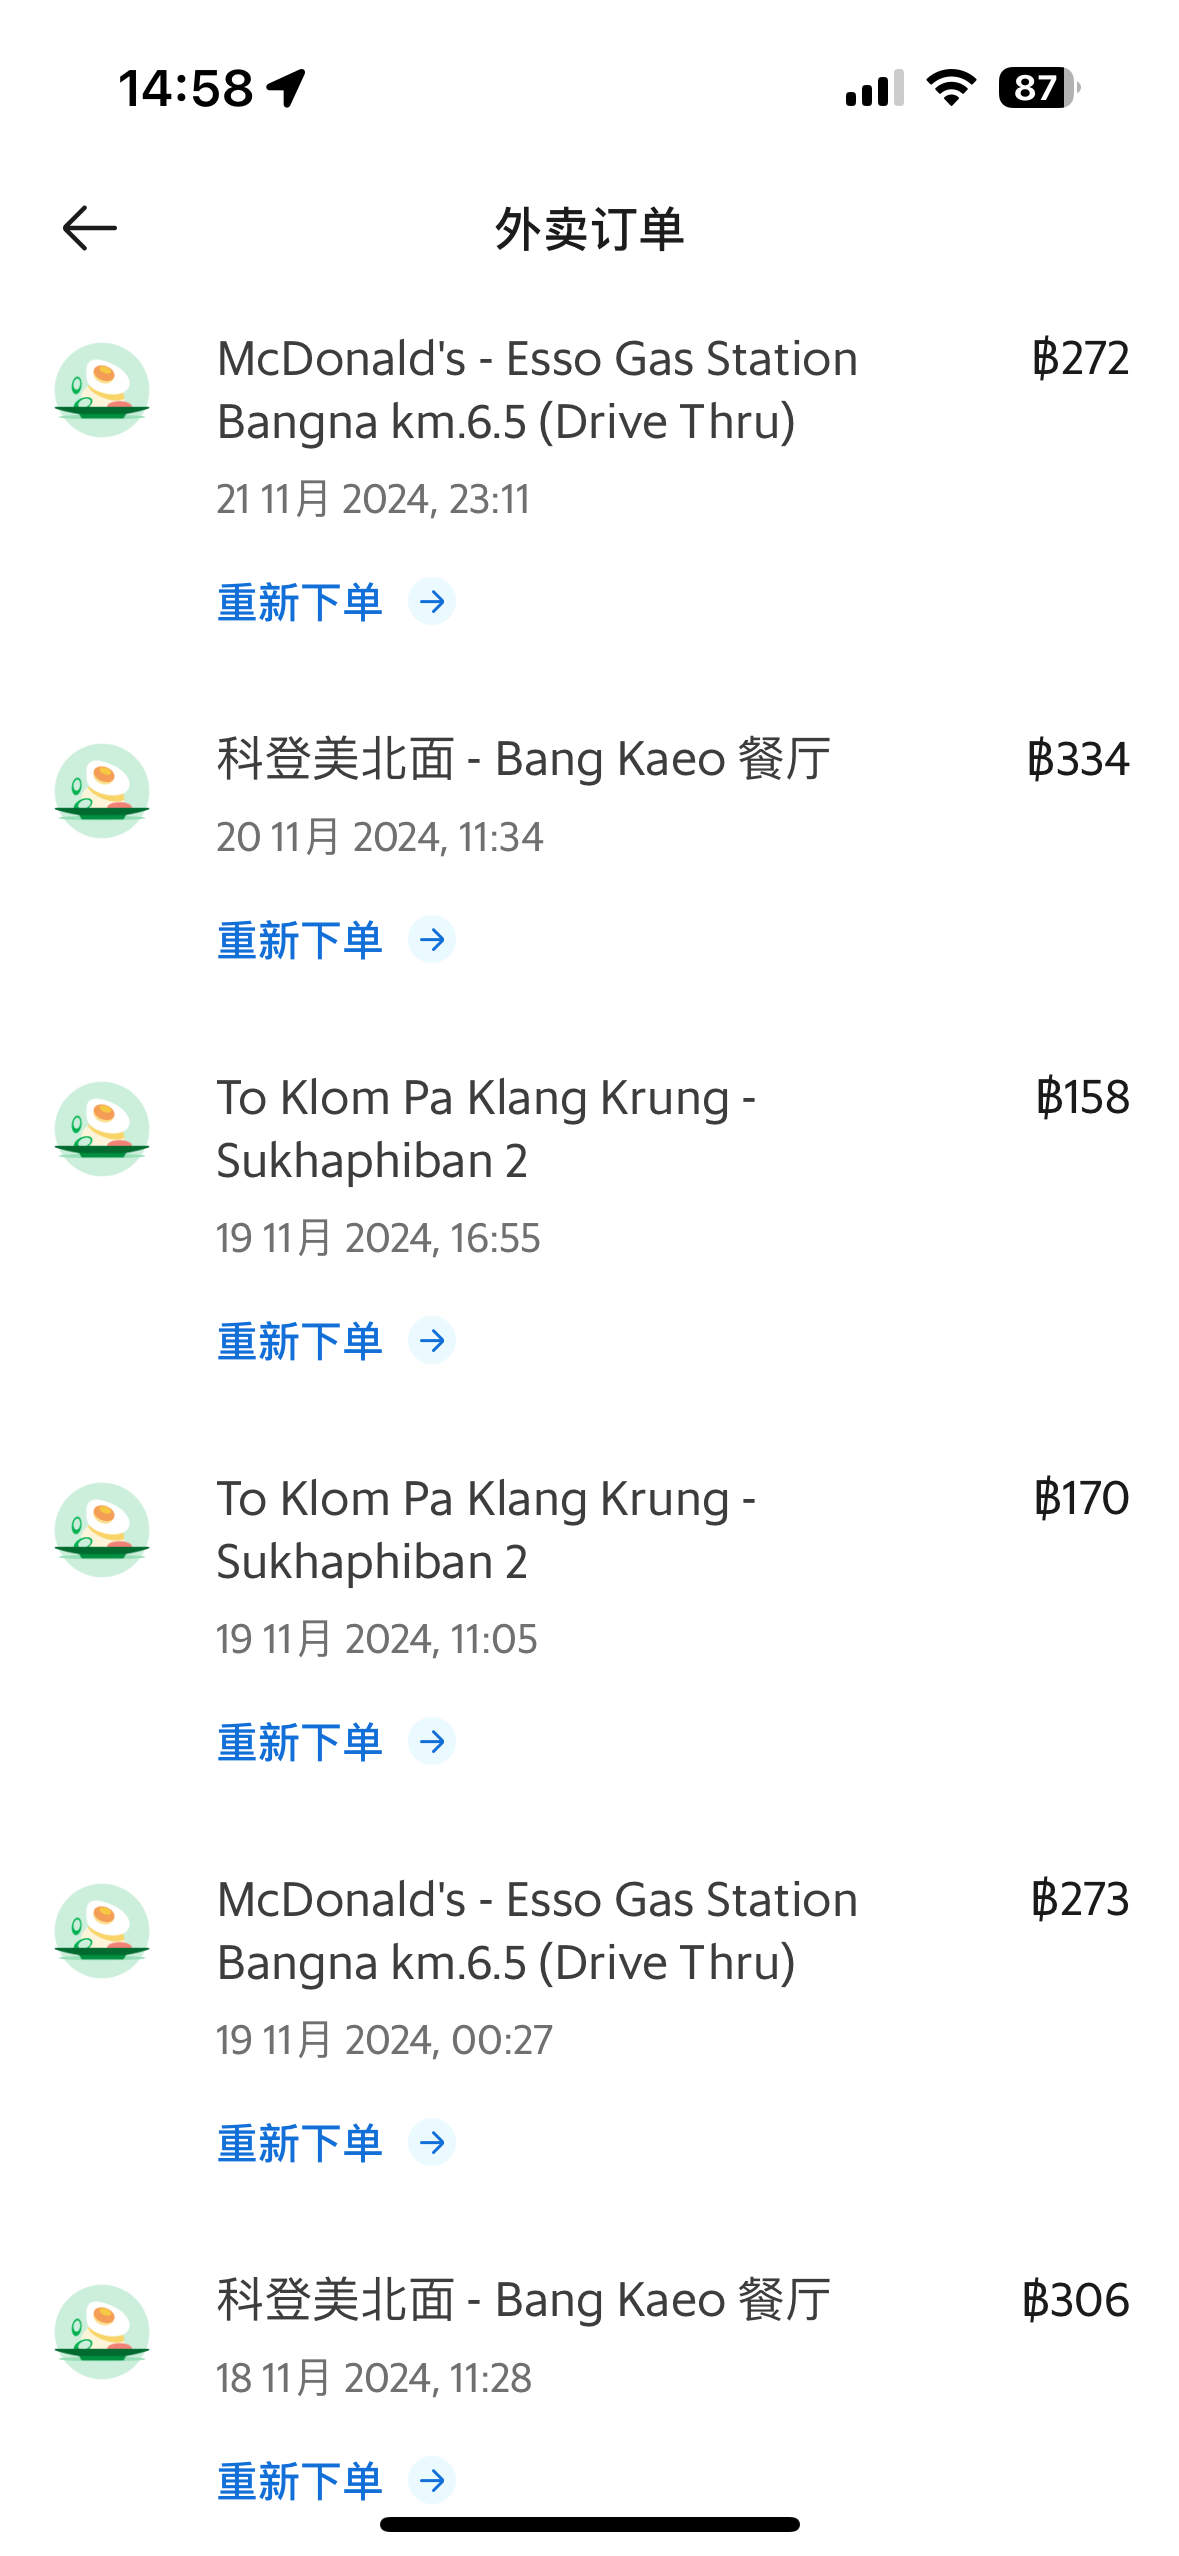 14:58
87
外卖订单
McDonald's - Esso Gas Station ฿272
Bangna km.6.5 (Drive Thru)
21 11月 2024, 23:11
重新下单
科登美北面 - Bang Kaeo 餐厅 ฿334
20 11月 2024, 11:34
重新下单
To Klom Pa Klang Krung - ฿158
Sukhaphiban 2
19 11月 2024, 16:55
重新下单
To Klom Pa Klang Krung - ฿170
Sukhaphiban 2
19 11月 2024, 11:05
重新下单
McDonald's - Esso Gas Station ฿273
Bangna km.6.5 (Drive Thru)
19 11月 2024, 00:27
重新下单
科登美北面 - Bang Kaeo 餐厅 ฿306
18 11月 2024, 11:28
重新下单